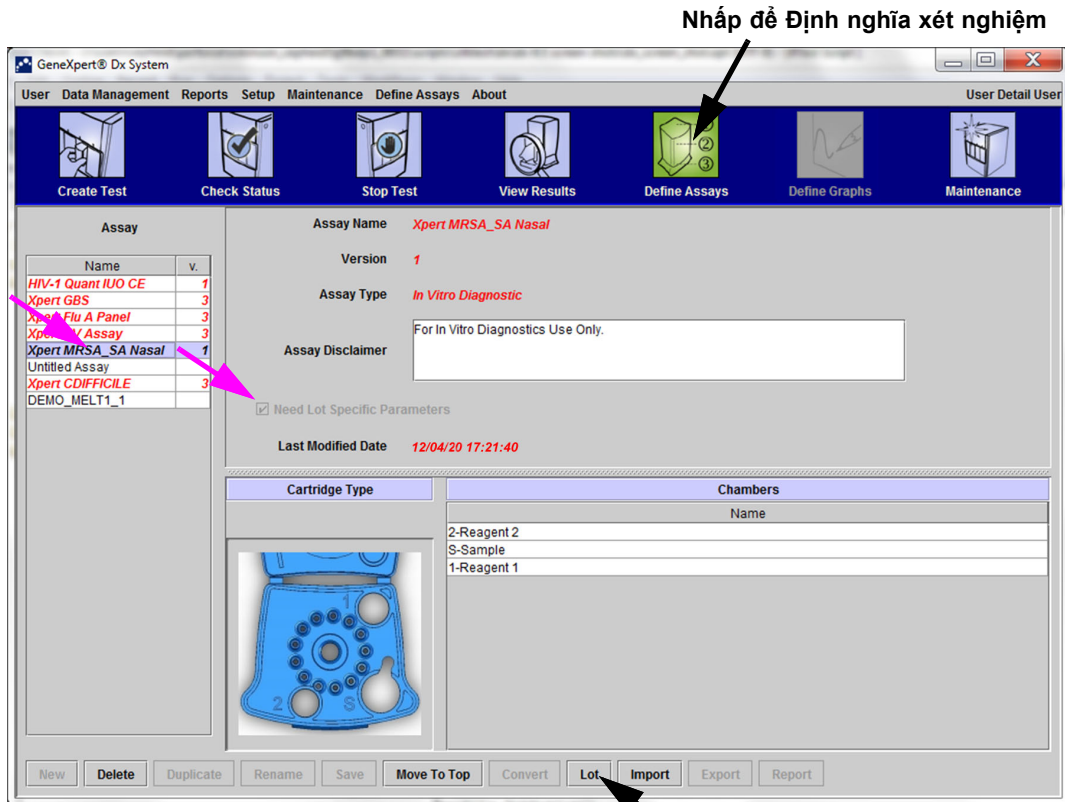 Nhấp để Định nghĩa xét nghiệm
GeneXpert® Dx System
User Data Management Reports Setup Maintenance Define Assays About User Detail User
Create Test Check Status Stop Test View Results Define Assays Define Graphs Maintenance
Assay
Name v.
HIV-1 Quant IUO CE 1
Xpert GBS 3
Xpert Flu A Panel 3
Assay 3
Xpert MRSA_SA Nasal 1
Untitled Assay
Xpert CDIFFICILE 3
DEMO_MELT1_1
Assay Name Xpert MRSA_SA Nasal
Version 1
Assay Type In Vitro Diagnostic
Assay Disclaimer For In Vitro Diagnostics Use Only.
Need Lot Specific Parameters
Last Modified Date 12/04/20 17:21:40
Cartridge Type
Chambers
Name
2-Reagent 2
S-Sample
1-Reagent 1
1
2 S
New Delete Duplicate Rename Save Move To Top Convert Lot Import Export Report